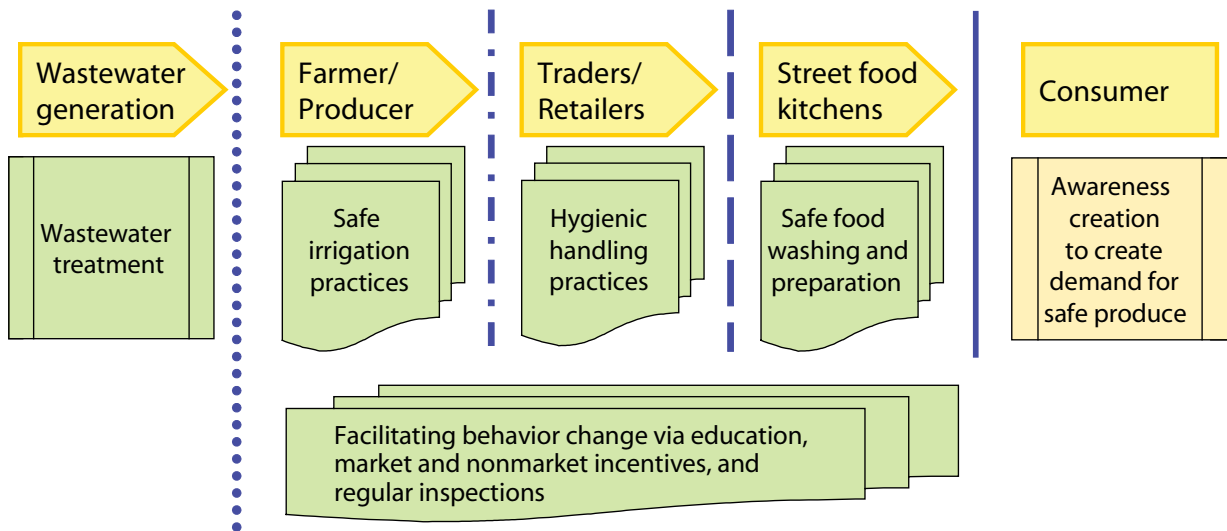 Wastewater
generation
Farmer/
Producer
Traders/
Retailers
Street food
kitchens
Consumer
Wastewater
treatment
Safe
irrigation
practices
Hygienic
handling
practices
Safe food
washing and
preparation
Awareness
creation
to create
demand for
safe produce
Facilitating behavior change via education,
market and nonmarket incentives, and
regular inspections